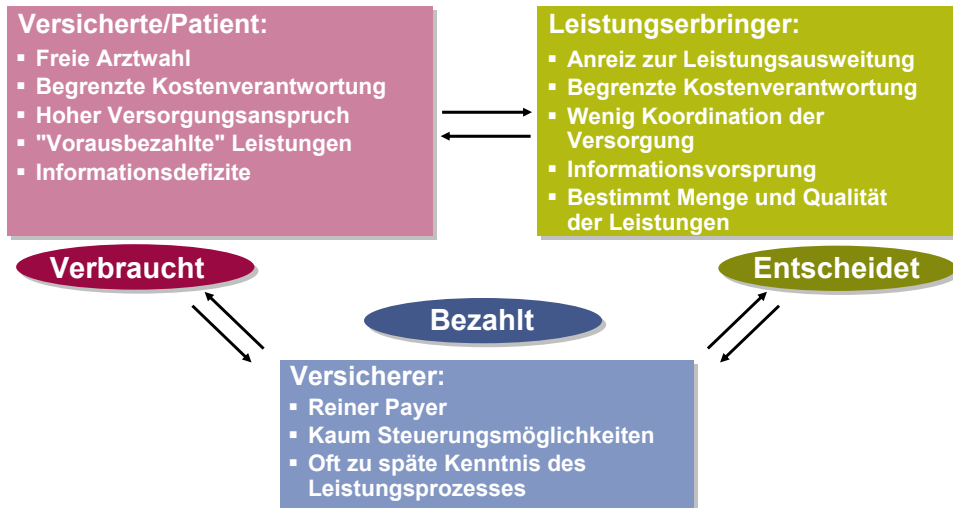 Versicherte/Patient:
▪ Freie Arztwahl
▪ Begrenzte Kostenverantwortung
▪ Hoher Versorgungsanspruch
▪ "Vorausbezahlte" Leistungen
▪ Informationsdefizite
Leistungserbringer:
▪ Anreiz zur Leistungsausweitung
▪ Begrenzte Kostenverantwortung
▪ Wenig Koordination der
Versorgung
▪ Informationsvorsprung
▪ Bestimmt Menge und Qualität
der Leistungen
Verbraucht
Entscheidet
Bezahlt
Versicherer:
▪ Reiner Payer
▪ Kaum Steuerungsmöglichkeiten
▪ Oft zu späte Kenntnis des
Leistungsprozesses